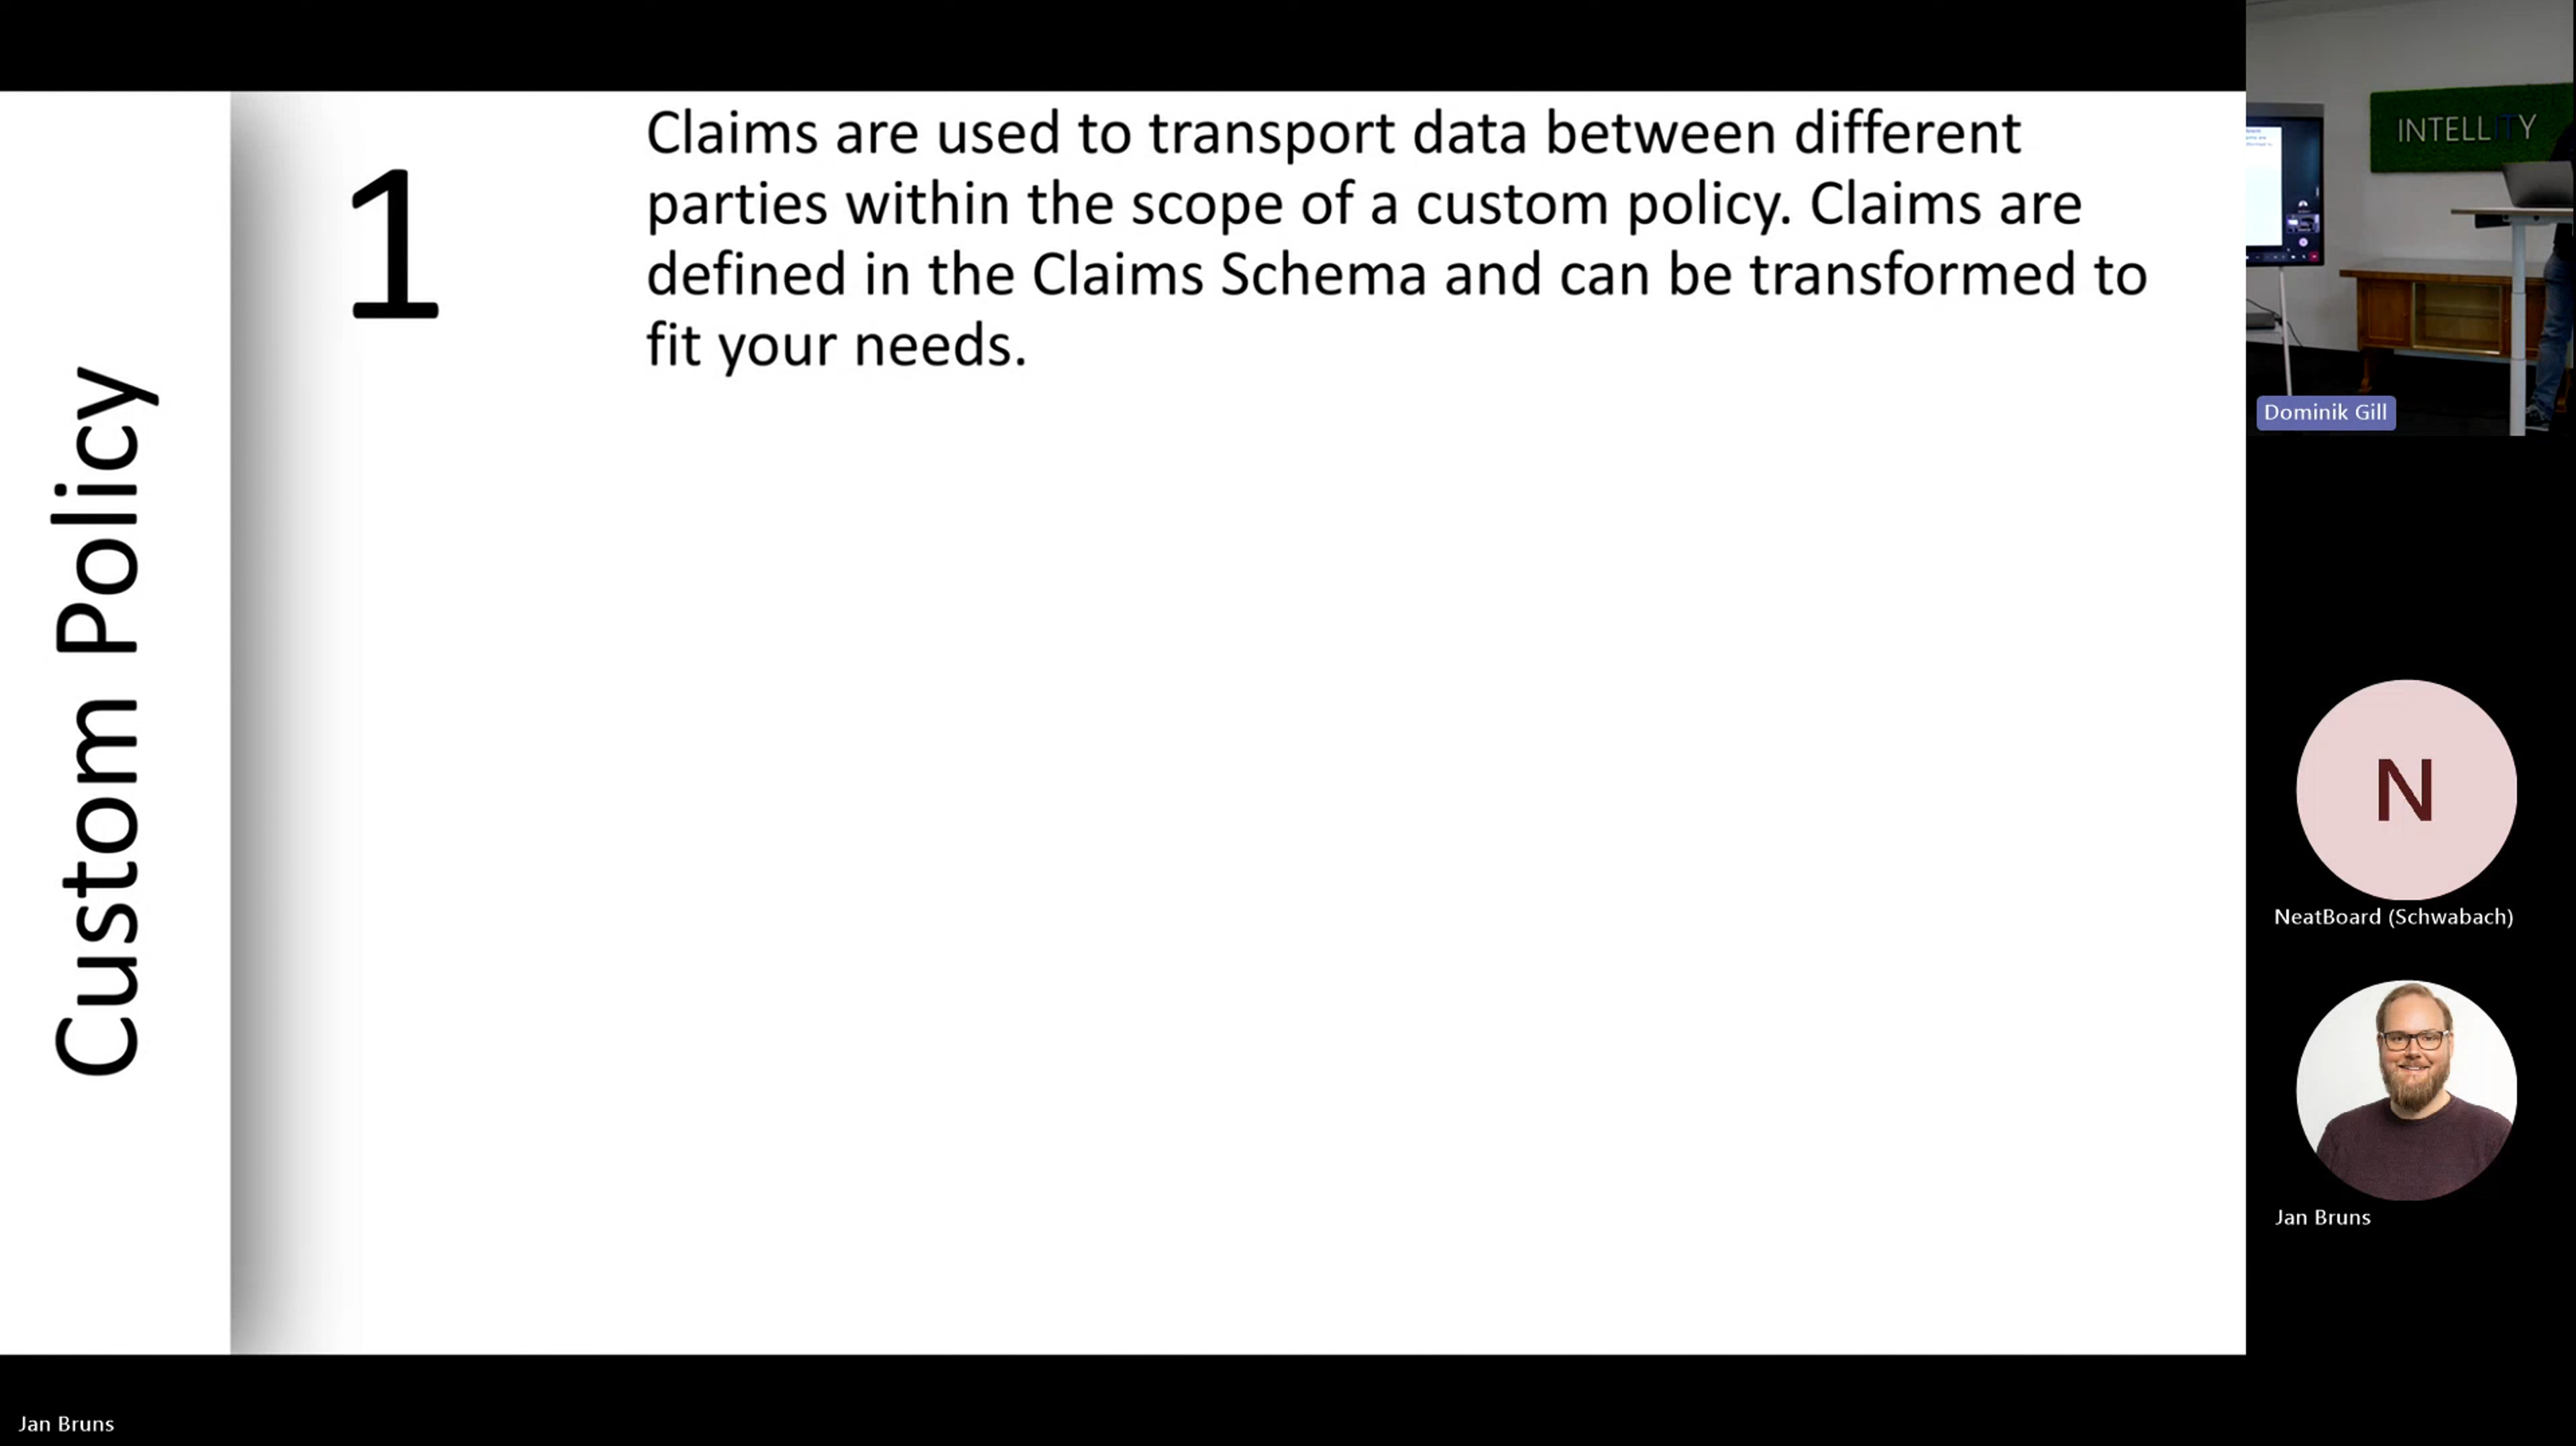 Custom Policy
1
Claims are used to transport data between different
parties within the scope of a custom policy. Claims are
defined in the Claims Schema and can be transformed to
fit your needs.
INTELLITY
Dominik Gill
N
NeatBoard (Schwabach)
Jan Bruns
Jan Bruns